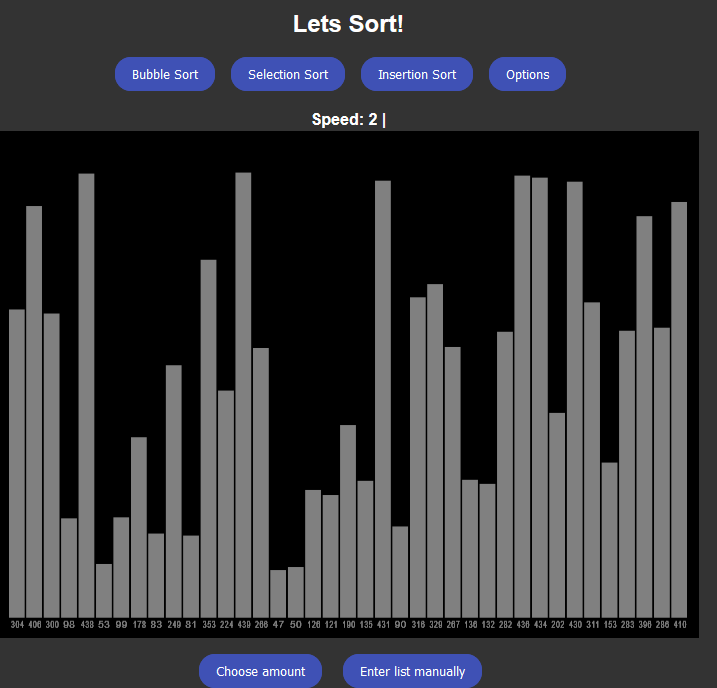 Lets Sort!
Bubble Sort Selection Sort Insertion Sort Options
Speed: 2 |
304 406 300 98 438 53 99 178 83 249 81 353 224 439 266 47 50 126 121 190 135 431 90 316 329 267 136 132 282 436 434 202 430 311 153 283 396 286 410
Choose amount Enter list manually